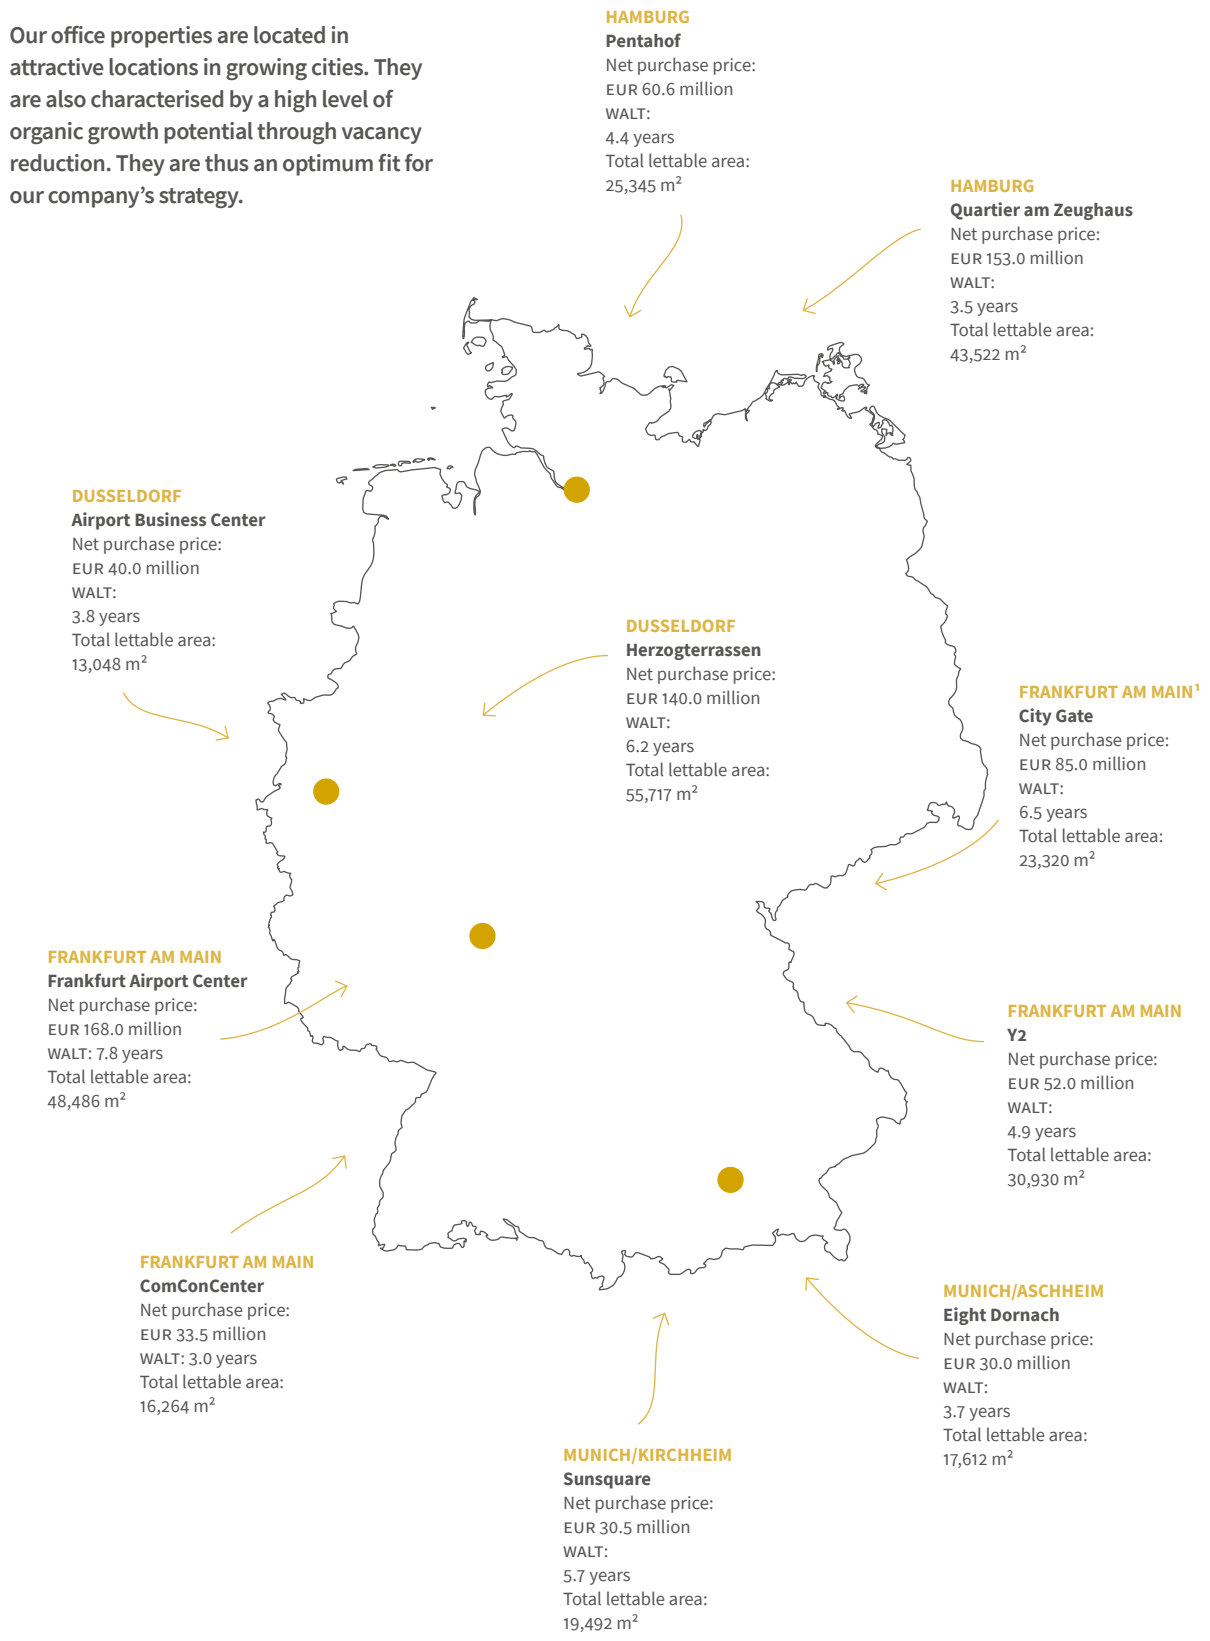 Our office properties are located in
attractive locations in growing cities. They
are also characterised by a high level of
organic growth potential through vacancy
reduction. They are thus an optimum fit for
our company’s strategy.
HAMBURG
Pentahof
Net purchase price:
EUR 60.6 million
WALT:
4.4 years
Total lettable area:
25,345 m²
HAMBURG
Quartier am Zeughaus
Net purchase price:
EUR 153.0 million
WALT:
3.5 years
Total lettable area:
43,522 m²
DUSSELDORF
Airport Business Center
Net purchase price:
EUR 40.0 million
WALT:
3.8 years
Total lettable area:
13,048 m²
DUSSELDORF
Herzogterrassen
Net purchase price:
EUR 140.0 million
WALT:
6.2 years
Total lettable area:
55,717 m²
FRANKFURT AM MAIN¹
City Gate
Net purchase price:
EUR 85.0 million
WALT:
6.5 years
Total lettable area:
23,320 m²
FRANKFURT AM MAIN
Frankfurt Airport Center
Net purchase price:
EUR 168.0 million
WALT: 7.8 years
Total lettable area:
48,486 m²
FRANKFURT AM MAIN
Y2
Net purchase price:
EUR 52.0 million
WALT:
4.9 years
Total lettable area:
30,930 m²
FRANKFURT AM MAIN
ComConCenter
Net purchase price:
EUR 33.5 million
WALT: 3.0 years
Total lettable area:
16,264 m²
MUNICH/ASCHHEIM
Eight Dornach
Net purchase price:
EUR 30.0 million
WALT:
3.7 years
Total lettable area:
17,612 m²
MUNICH/KIRCHHEIM
Sunsquare
Net purchase price:
EUR 30.5 million
WALT:
5.7 years
Total lettable area:
19,492 m²